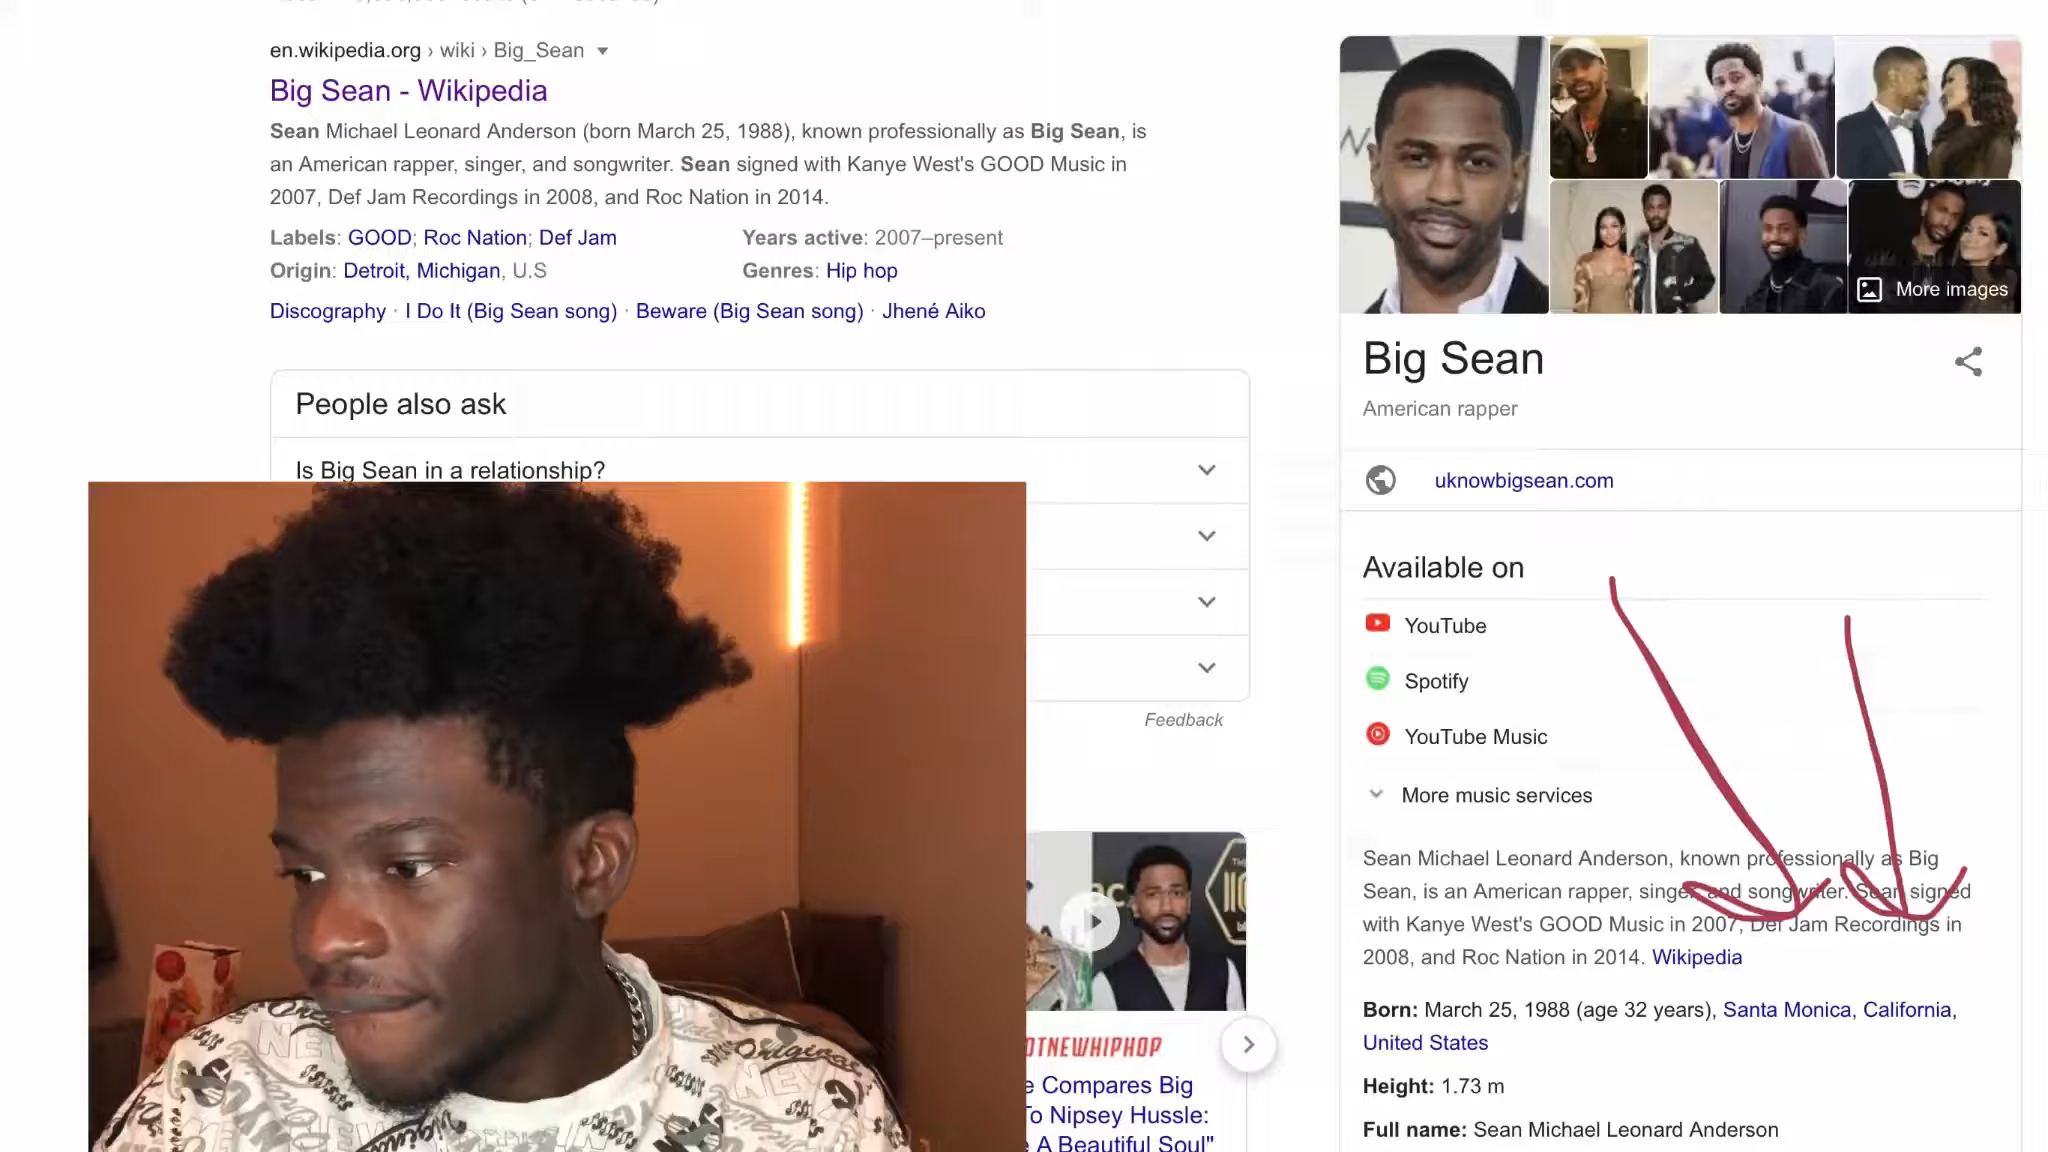 en.wikipedia.org › wiki › Big_Sean
Big Sean - Wikipedia
Sean Michael Leonard Anderson (born March 25, 1988), known professionally as Big Sean, is
an American rapper, singer, and songwriter. Sean signed with Kanye West's GOOD Music in
2007, Def Jam Recordings in 2008, and Roc Nation in 2014.
Labels: GOOD; Roc Nation; Def Jam
Years active: 2007–present
Origin: Detroit, Michigan, U.S
Genres: Hip hop
Discography · I Do It (Big Sean song) · Beware (Big Sean song) · Jhené Aiko
People also ask
Is Big Sean in a relationship?
Feedback
OTNEWHIPHOP
e Compares Big
To Nipsey Hussle:
A Beautiful Soul"
More images
Big Sean
American rapper
uknowbigsean.com
Available on
YouTube
Spotify
YouTube Music
More music services
Sean Michael Leonard Anderson, known professionally as Big
Sean, is an American rapper, singer, and songwriter. Sean signed
with Kanye West's GOOD Music in 2007, Def Jam Recordings in
2008, and Roc Nation in 2014. Wikipedia
Born: March 25, 1988 (age 32 years), Santa Monica, California,
United States
Height: 1.73 m
Full name: Sean Michael Leonard Anderson